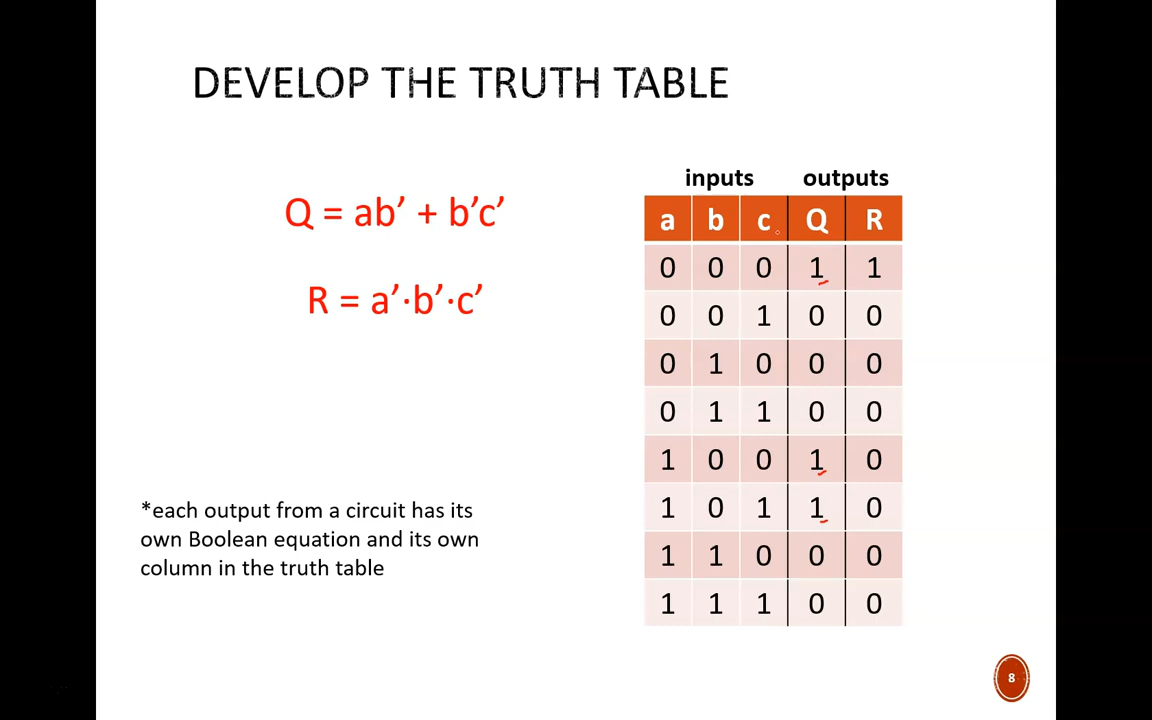 DEVELOP THE TRUTH TABLE
Q = ab’ + b’c’
R = a’·b’·c’
*each output from a circuit has its
own Boolean equation and its own
column in the truth table
inputs outputs
a b c Q R
0 0 0 1 1
0 0 1 0 0
0 1 0 0 0
0 1 1 0 0
1 0 0 1 0
1 0 1 1 0
1 1 0 0 0
1 1 1 0 0
8